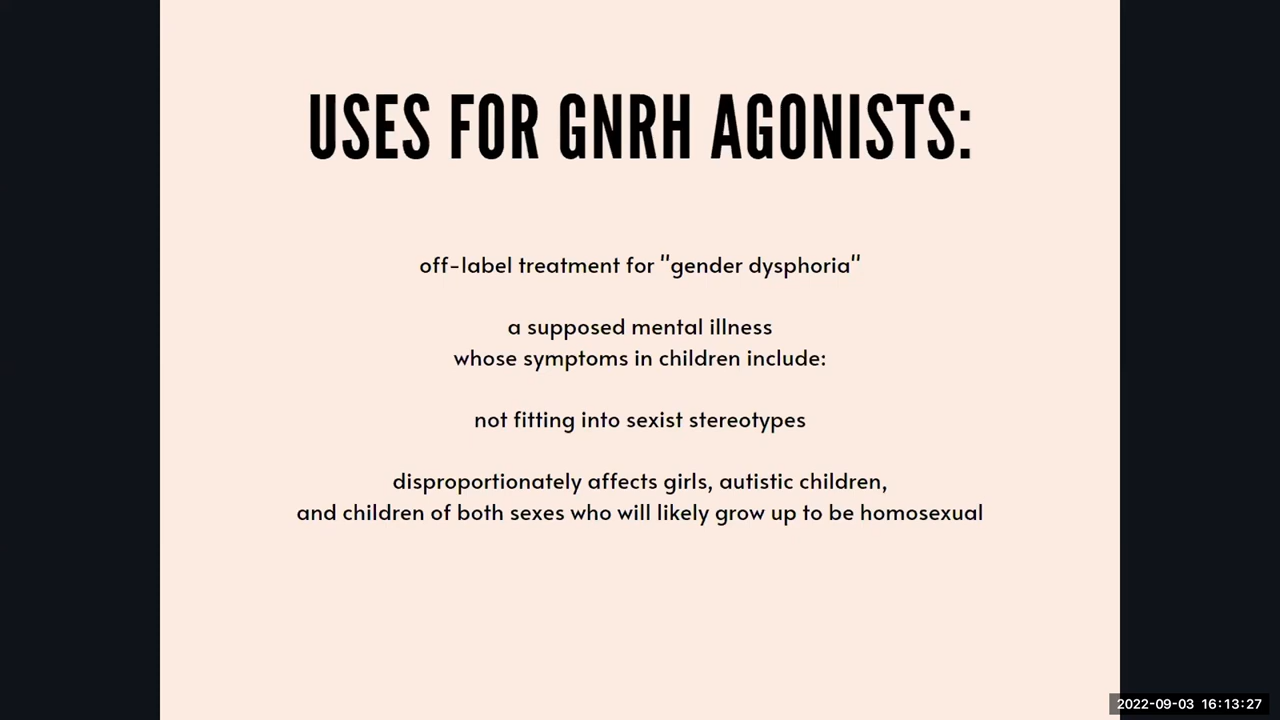 USES FOR GNRH AGONISTS:
off-label treatment for "gender dysphoria"
a supposed mental illness
whose symptoms in children include:
not fitting into sexist stereotypes
disproportionately affects girls, autistic children,
and children of both sexes who will likely grow up to be homosexual
2022-09-03 16:13:27